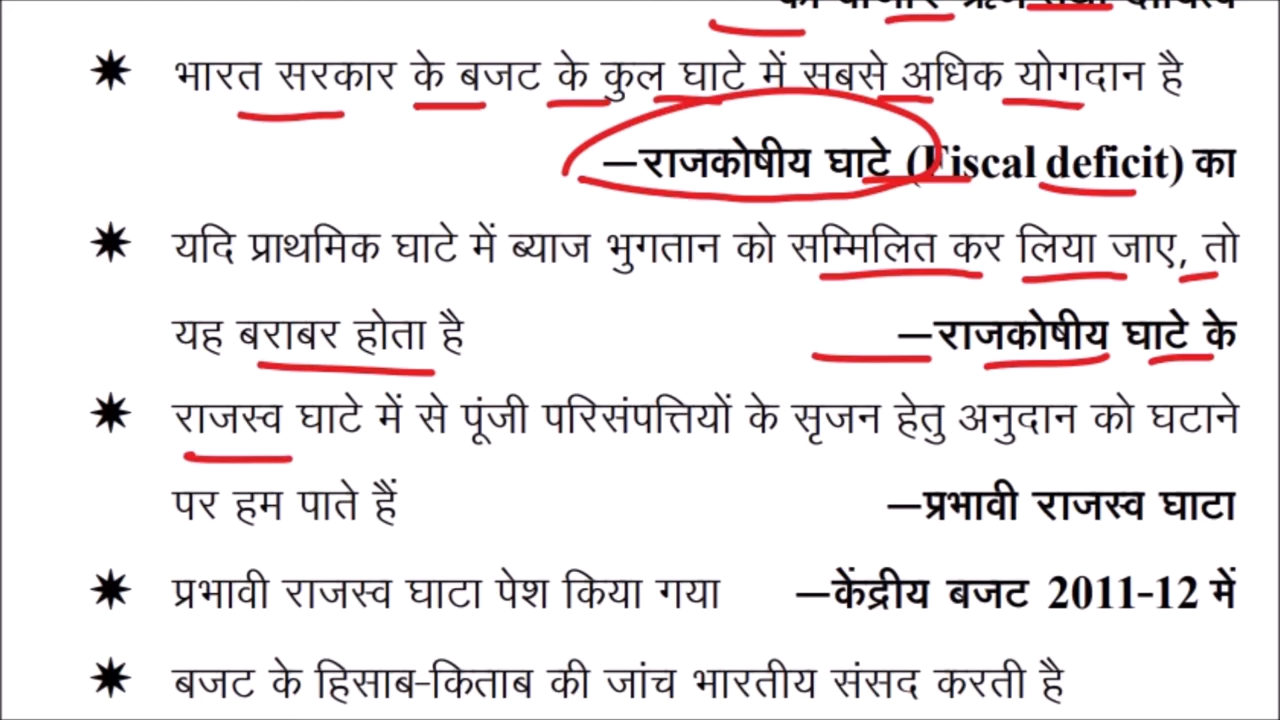 ✷ भारत सरकार के बजट के कुल घाटे में सबसे अधिक योगदान है
—राजकोषीय घाटे (Fiscal deficit) का
✷ यदि प्राथमिक घाटे में ब्याज भुगतान को सम्मिलित कर लिया जाए, तो
यह बराबर होता है —राजकोषीय घाटे के
✷ राजस्व घाटे में से पूंजी परिसंपत्तियों के सृजन हेतु अनुदान को घटाने
पर हम पाते हैं —प्रभावी राजस्व घाटा
✷ प्रभावी राजस्व घाटा पेश किया गया —केंद्रीय बजट 2011-12 में
✷ बजट के हिसाब-किताब की जांच भारतीय संसद करती है